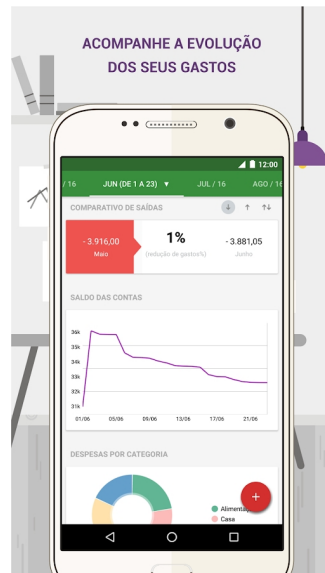 ACOMPANHE A EVOLUÇÃO
DOS SEUS GASTOS
12:00
/ 16 JUN (DE 1 A 23) ▼ JUL / 16 AGO / 16
COMPARATIVO DE SAÍDAS
- 3.916,00 1% - 3.881,05
Maio (redução de gastos%) Junho
SALDO DAS CONTAS
36k
35k
34k
33k
32k
31k
01/06 05/06 09/06 13/06 17/06 21/06
DESPESAS POR CATEGORIA
+
Casa